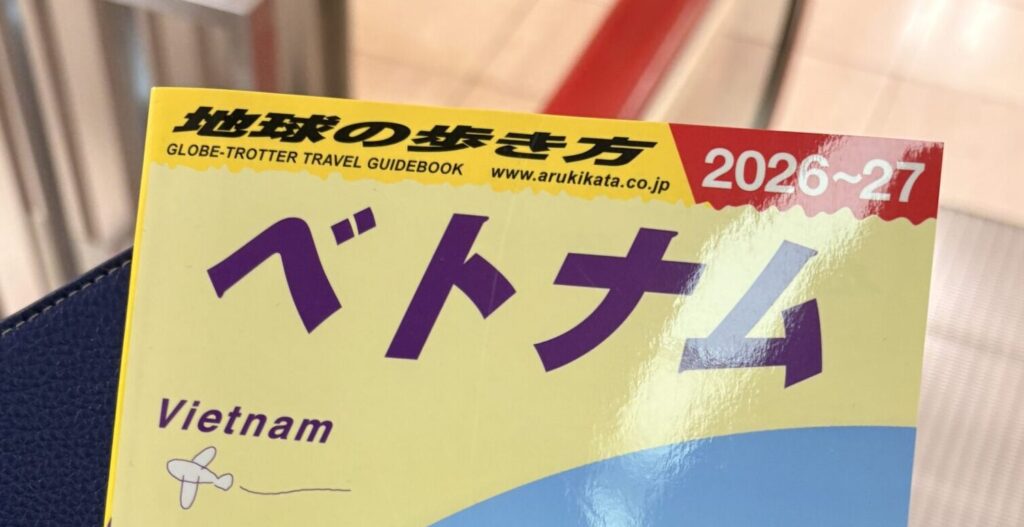 地球の歩き方
GLOBE-TROTTER TRAVEL GUIDEBOOK www.arukikata.co.jp
2026~27
ベトナム
Vietnam